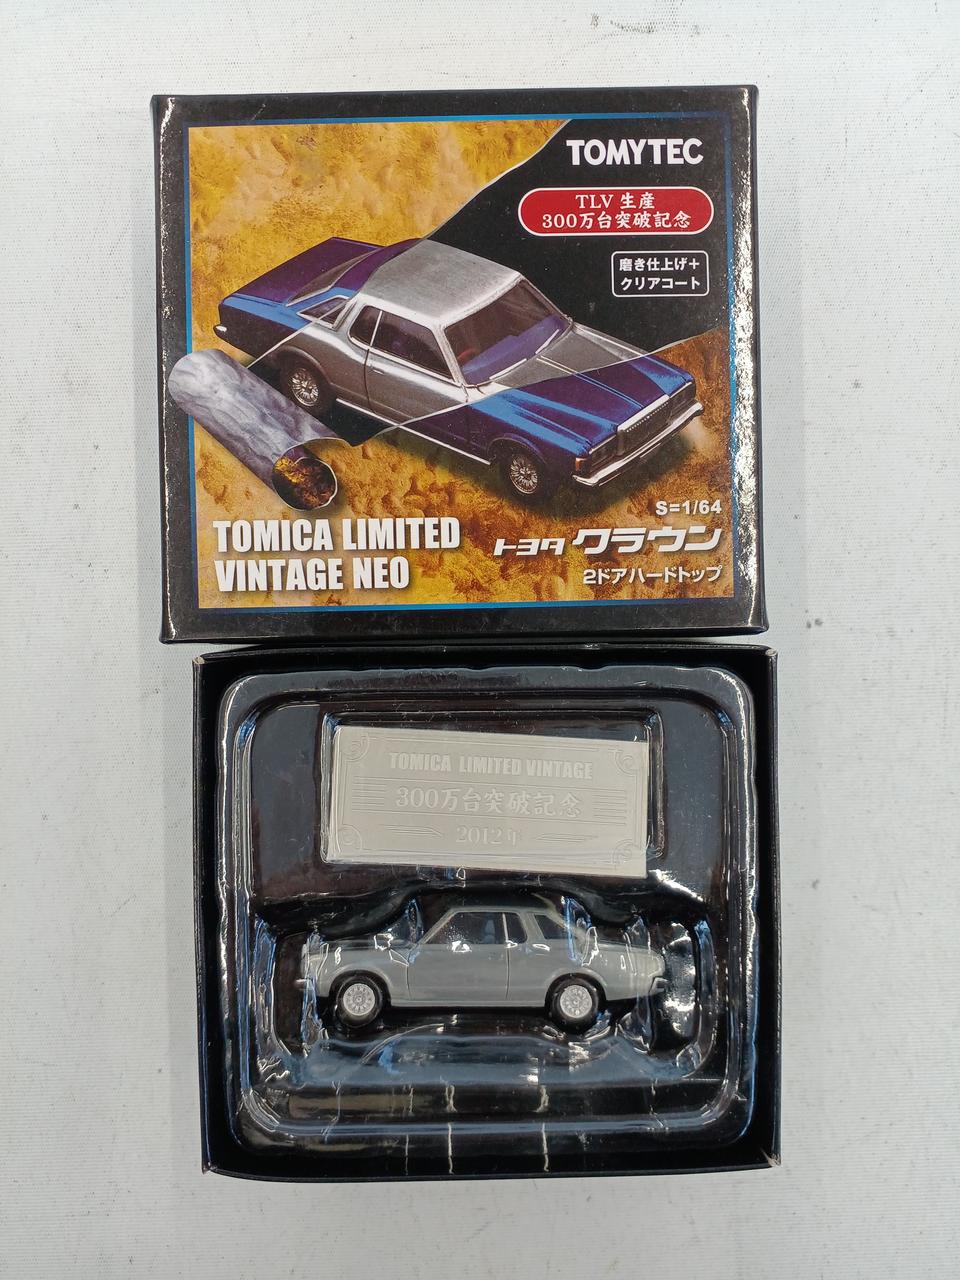 TOMYTEC
TLV 生産
300万台突破記念
磨き仕上げ+
クリアコート
S=1/64
トヨタ クラウン
2ドアハードトップ
TOMICA LIMITED
VINTAGE NEO
TOMICA LIMITED VINTAGE
300万台突破記念
2012年